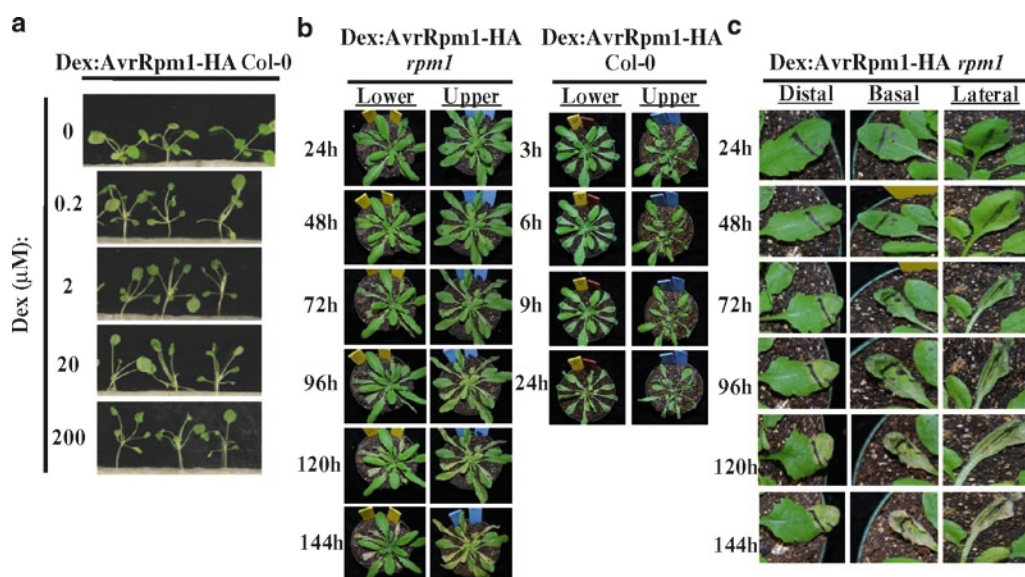 a
Dex:AvrRpm1-HA Col-0
Dex (µM):
0
0.2
2
20
200
b
Dex:AvrRpm1-HA
rpm1
Lower Upper
24h
48h
72h
96h
120h
144h
Dex:AvrRpm1-HA
Col-0
Lower Upper
3h
6h
9h
24h
c
Dex:AvrRpm1-HA rpm1
Distal Basal Lateral
24h
48h
72h
96h
120h
144h